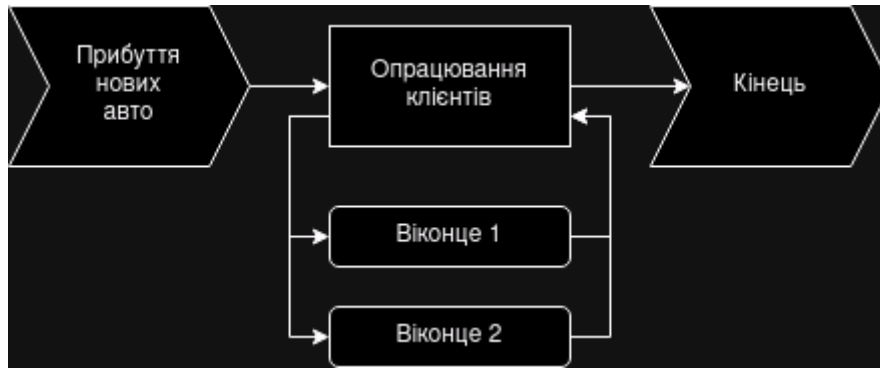 Прибуття
нових
авто
Опрацювання
клієнтів
Кінець
Віконце 1
Віконце 2